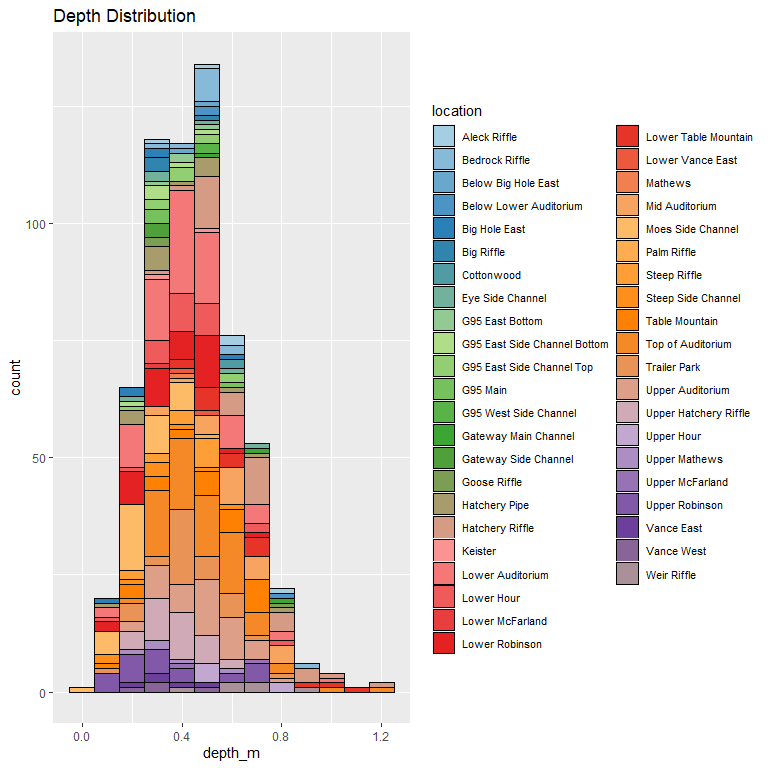 Depth Distribution
count
100
50
0
0.0
0.4
0.8
1.2
depth_m
location
Aleck Riffle
Bedrock Riffle
Below Big Hole East
Below Lower Auditorium
Big Hole East
Big Riffle
Cottonwood
Eye Side Channel
G95 East Bottom
G95 East Side Channel Bottom
G95 East Side Channel Top
G95 Main
G95 West Side Channel
Gateway Main Channel
Gateway Side Channel
Goose Riffle
Hatchery Pipe
Hatchery Riffle
Keister
Lower Auditorium
Lower Hour
Lower McFarland
Lower Robinson
Lower Table Mountain
Lower Vance East
Mathews
Mid Auditorium
Moes Side Channel
Palm Riffle
Steep Riffle
Steep Side Channel
Table Mountain
Top of Auditorium
Trailer Park
Upper Auditorium
Upper Hatchery Riffle
Upper Hour
Upper Mathews
Upper McFarland
Upper Robinson
Vance East
Vance West
Weir Riffle